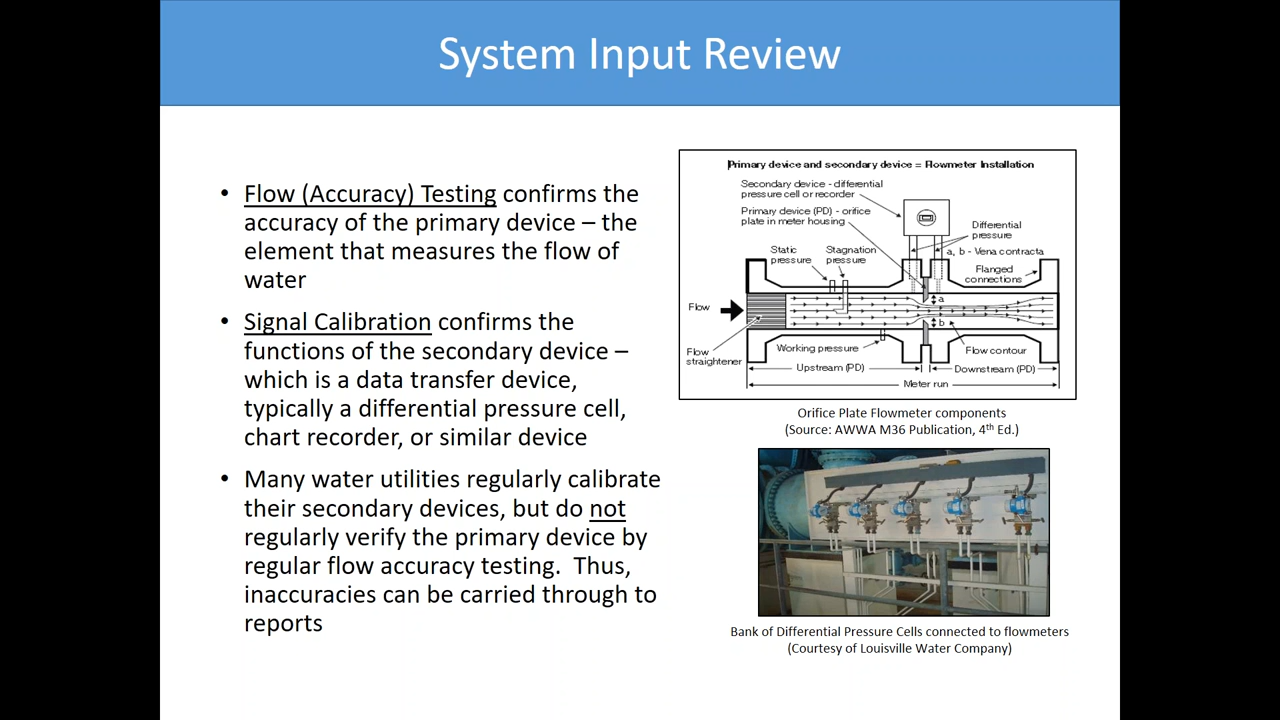 System Input Review
• Flow (Accuracy) Testing confirms the
accuracy of the primary device – the
element that measures the flow of
water
• Signal Calibration confirms the
functions of the secondary device –
which is a data transfer device,
typically a differential pressure cell,
chart recorder, or similar device
• Many water utilities regularly calibrate
their secondary devices, but do not
regularly verify the primary device by
regular flow accuracy testing.  Thus,
inaccuracies can be carried through to
reports
Primary device and secondary device = Flowmeter Installation
Secondary device - differential
pressure cell or recorder
Primary device (PD) - orifice
plate in meter housing
Differential
pressure
Static
pressure
Stagnation
pressure
a, b - Vena contracta
Flanged
connections
Flow
a
b
Flow
straightener
Working pressure
Flow contour
Upstream (PD)
Downstream (PD)
Meter run
Orifice Plate Flowmeter components
(Source: AWWA M36 Publication, 4th Ed.)
Bank of Differential Pressure Cells connected to flowmeters
(Courtesy of Louisville Water Company)